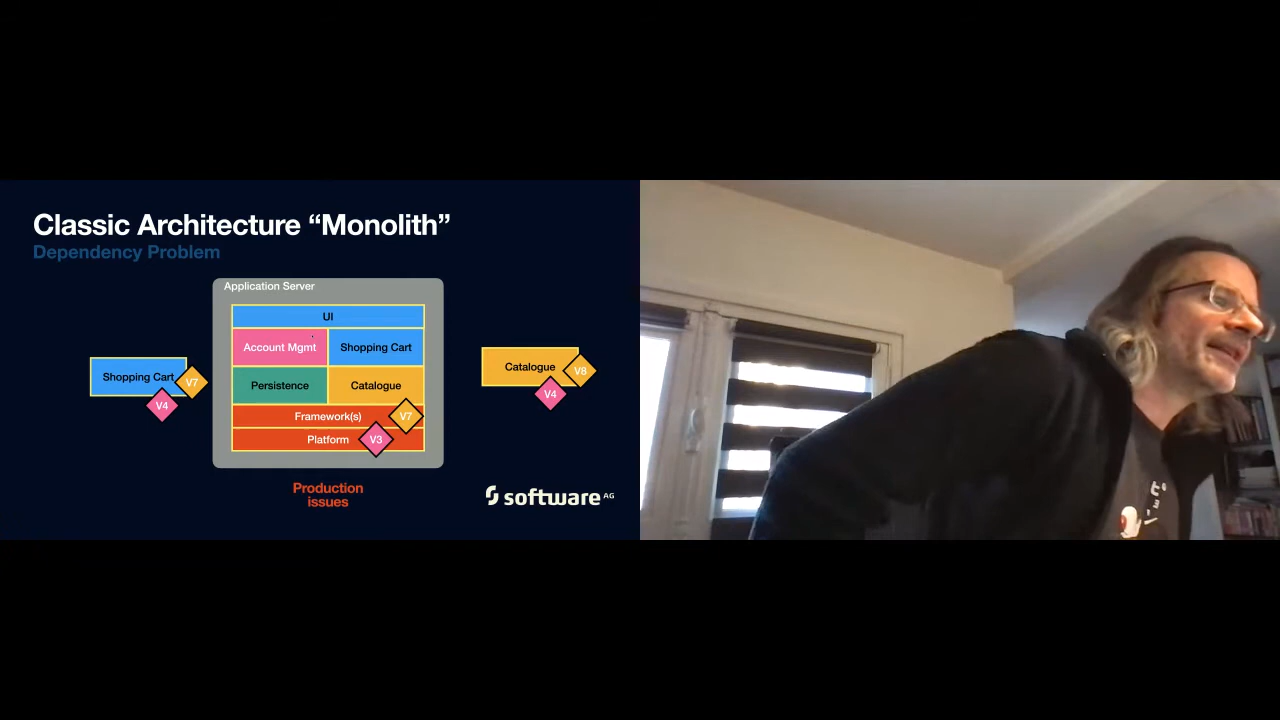 Classic Architecture “Monolith”
Dependency Problem
Application Server
UI
Account Mgmt
Shopping Cart
Persistence
Catalogue
Framework(s)
V7
Platform
V3
Shopping Cart
V7
V4
Catalogue
V8
V4
Production
issues
software AG